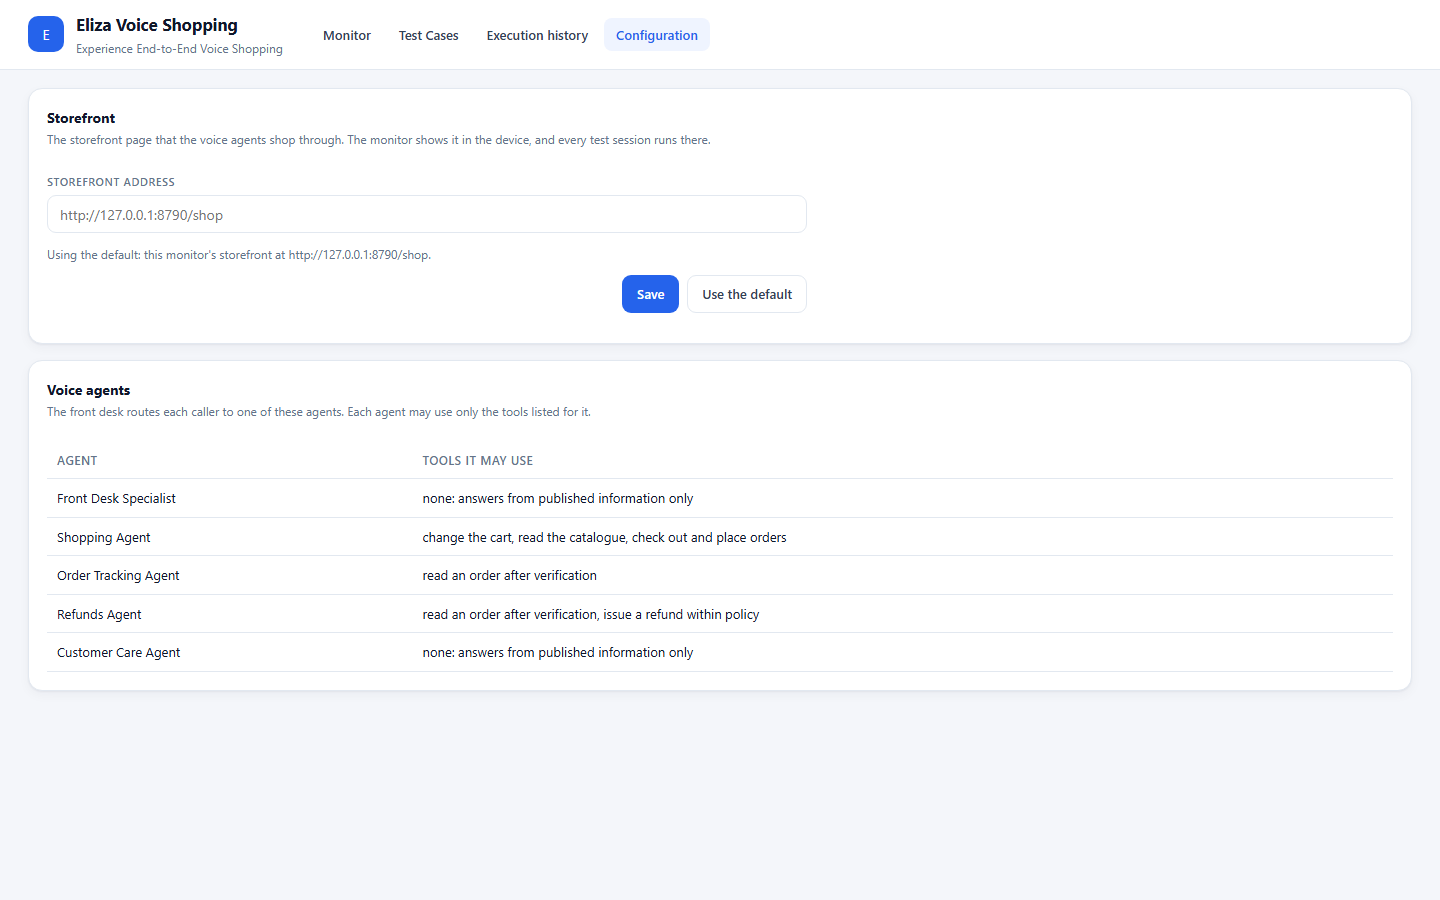 E
Eliza Voice Shopping
Experience End-to-End Voice Shopping
Monitor
Test Cases
Execution history
Configuration
Storefront
The storefront page that the voice agents shop through. The monitor shows it in the device, and every test session runs there.
STOREFRONT ADDRESS
http://127.0.0.1:8790/shop
Using the default: this monitor's storefront at http://127.0.0.1:8790/shop.
Save
Use the default
Voice agents
The front desk routes each caller to one of these agents. Each agent may use only the tools listed for it.
AGENT TOOLS IT MAY USE
Front Desk Specialist none: answers from published information only
Shopping Agent change the cart, read the catalogue, check out and place orders
Order Tracking Agent read an order after verification
Refunds Agent read an order after verification, issue a refund within policy
Customer Care Agent none: answers from published information only